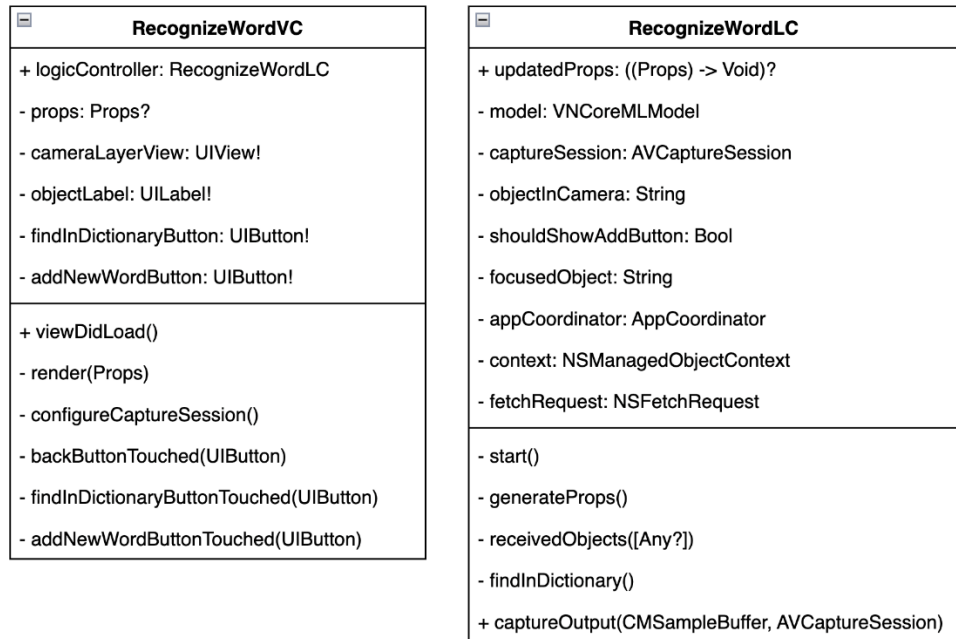 RecognizeWordVC
+ logicController: RecognizeWordLC
- props: Props?
- cameraLayerView: UIView!
- objectLabel: UILabel!
- findInDictionaryButton: UIButton!
- addNewWordButton: UIButton!
+ viewDidLoad()
- render(Props)
- configureCaptureSession()
- backButtonTouched(UIButton)
- findInDictionaryButtonTouched(UIButton)
- addNewWordButtonTouched(UIButton)
RecognizeWordLC
+ updatedProps: ((Props) -> Void)?
- model: VNCoreMLModel
- captureSession: AVCaptureSession
- objectInCamera: String
- shouldShowAddButton: Bool
- focusedObject: String
- appCoordinator: AppCoordinator
- context: NSManagedObjectContext
- fetchRequest: NSFetchRequest
- start()
- generateProps()
- receivedObjects([Any?])
- findInDictionary()
+ captureOutput(CMSampleBuffer, AVCaptureSession)